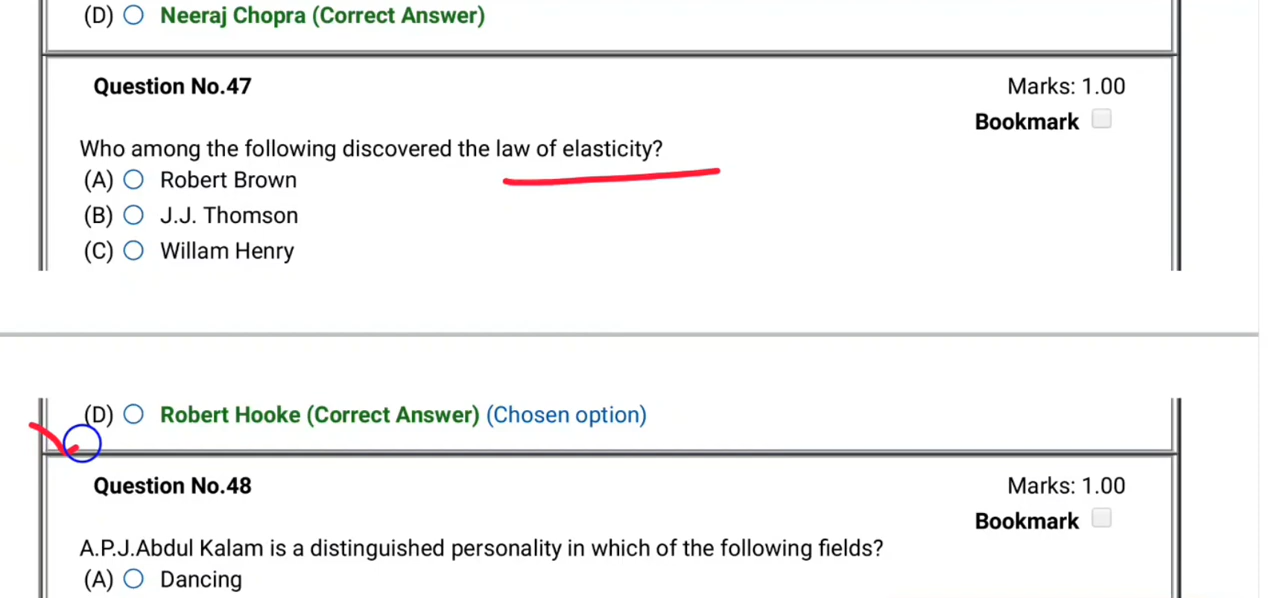 (D) Neeraj Chopra (Correct Answer)
Question No.47 Marks: 1.00
Bookmark
Who among the following discovered the law of elasticity?
(A) Robert Brown
(B) J.J. Thomson
(C) Willam Henry
(D) Robert Hooke (Correct Answer) (Chosen option)
Question No.48 Marks: 1.00
Bookmark
A.P.J.Abdul Kalam is a distinguished personality in which of the following fields?
(A) Dancing